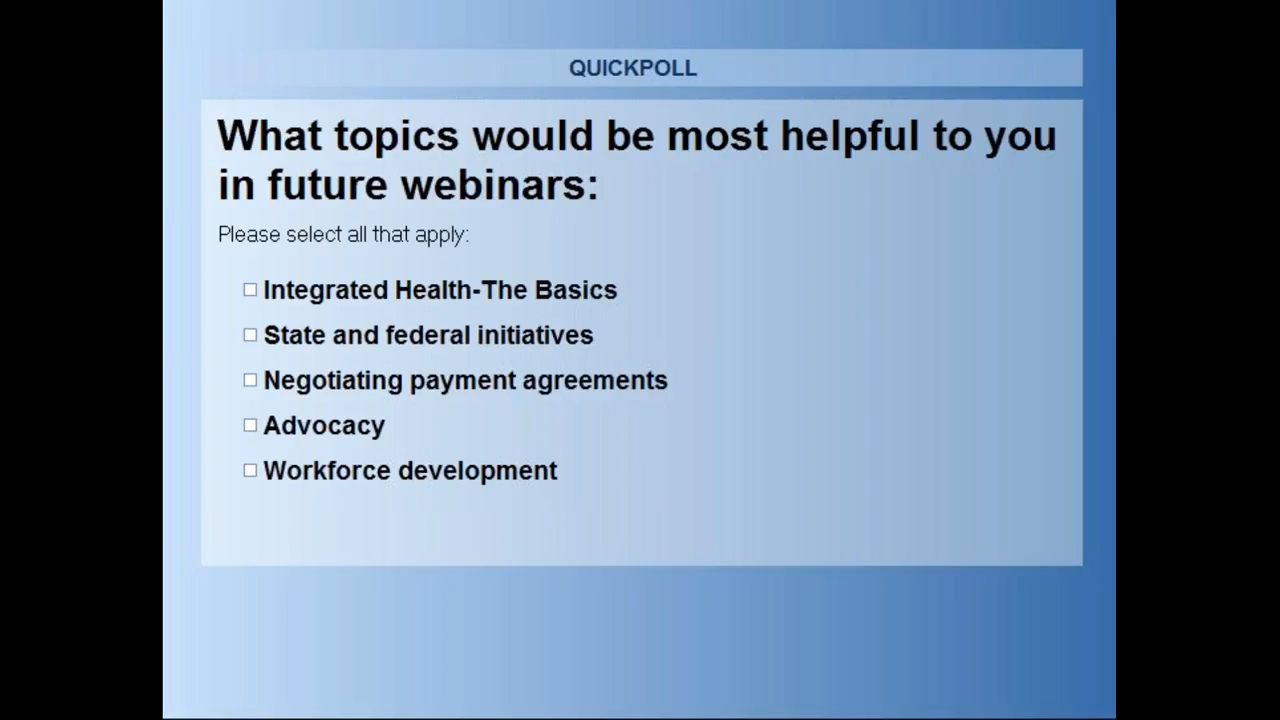 QUICKPOLL
What topics would be most helpful to you
in future webinars:
Please select all that apply:
Integrated Health-The Basics
State and federal initiatives
Negotiating payment agreements
Advocacy
Workforce development